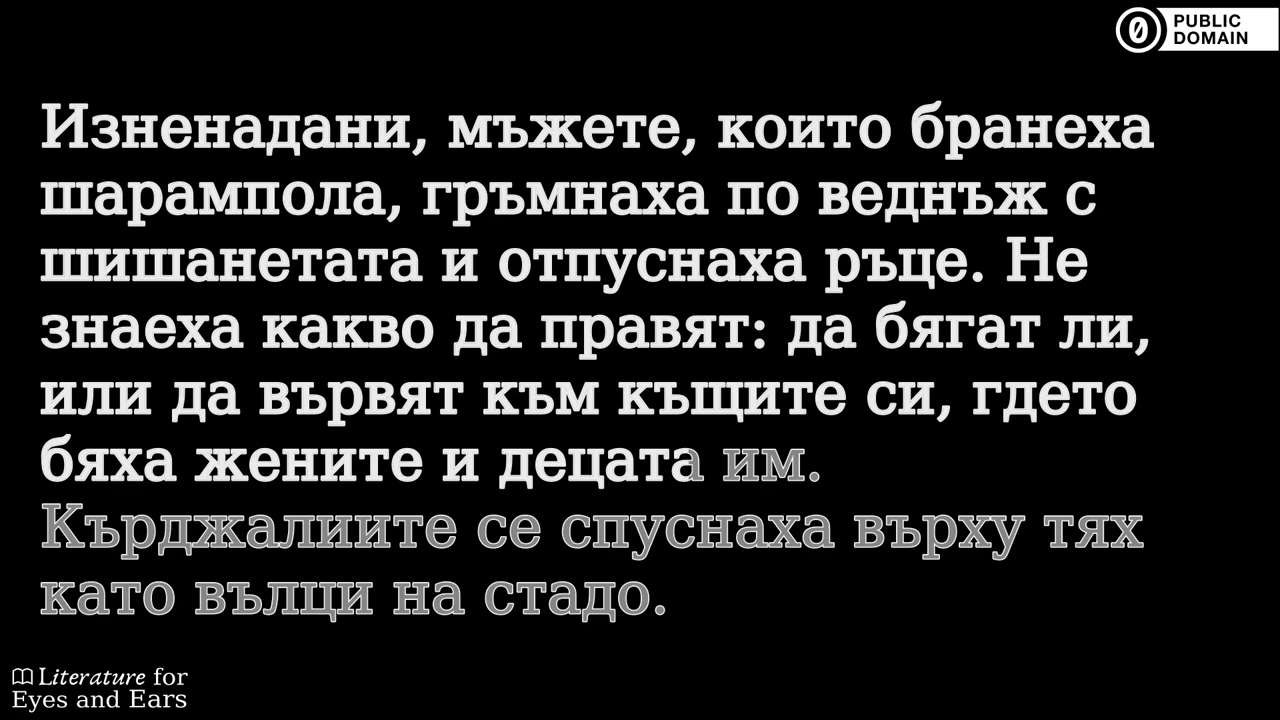 PUBLIC
DOMAIN
Изненадани, мъжете, които бранеха
шарампола, гръмнаха по веднъж с
шишанетата и отпуснаха ръце. Не
знаеха какво да правят: да бягат ли,
или да вървят към къщите си, гдето
бяха жените и децата им.
Кърджалиите се спуснаха върху тях
като вълци на стадо.
Literature for
Eyes and Ears